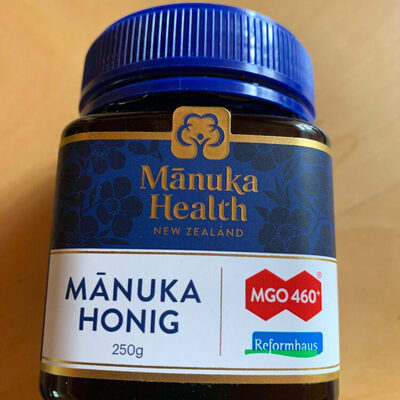 Mānuka
Health
NEW ZEALAND
MĀNUKA
HONIG
250g
MGO 460+
®
Reformhaus